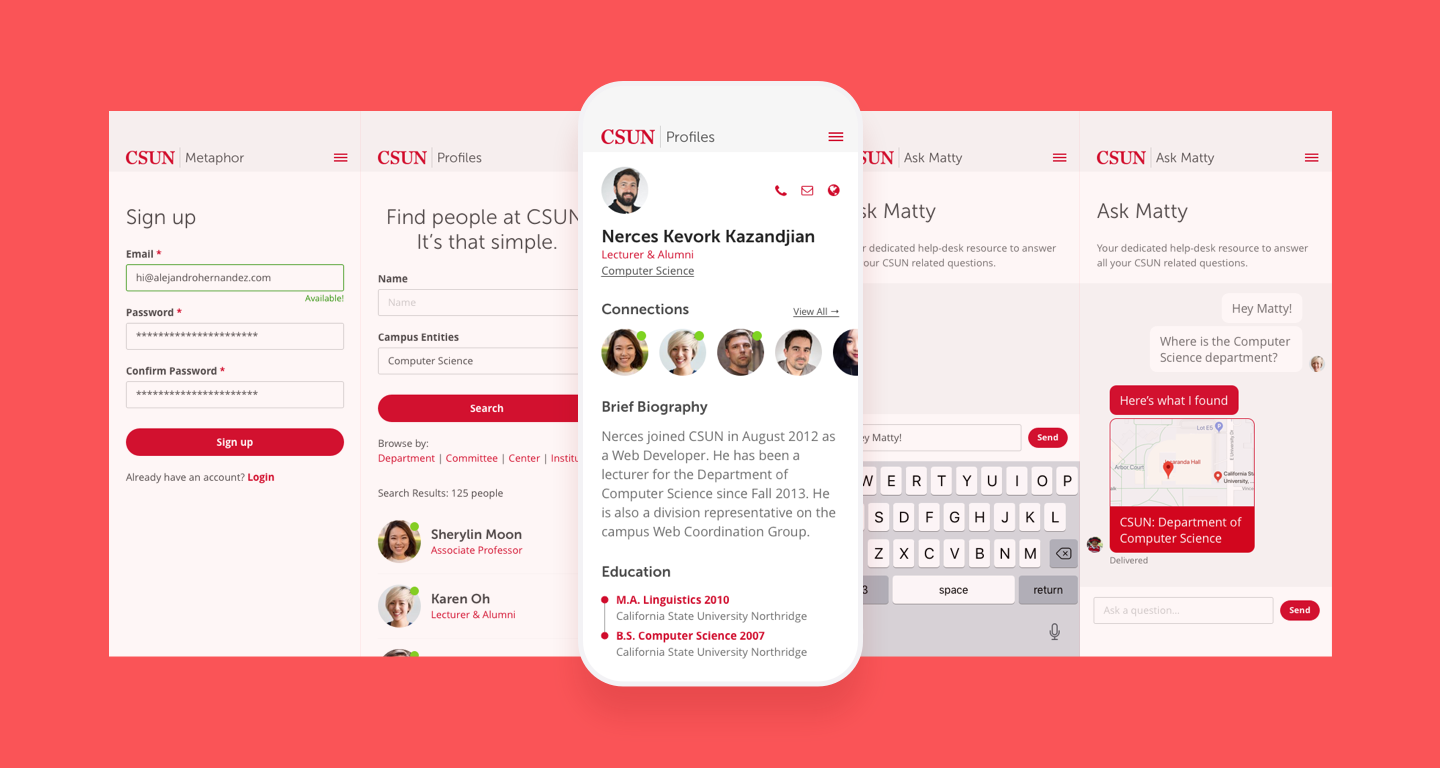 CSUN Metaphor
Sign up
Email *
hi@alejandrohernandez.com
Available!
Password *
**********************
Confirm Password *
**********************
Sign up
Already have an account? Login
CSUN Profiles
Find people at CSUN
It's that simple.
Name
Name
Campus Entities
Computer Science
Search
Browse by:
Department | Committee | Center |
Search Results: 125 people
Sherylin Moon
Associate Professor
Karen Oh
Lecturer & Alumni
CSUN Profiles
Nerces Kevork Kazandjian
Lecturer & Alumni
Computer Science
Connections
View All →
Brief Biography
Nerces joined CSUN in August 2012 as
a Web Developer. He has been a
lecturer for the Department of
Computer Science since Fall 2013. He
is also a division representative on the
campus Web Coordination Group.
Education
M.A. Linguistics 2010
California State University Northridge
B.S. Computer Science 2007
California State University Northridge
SUN Ask Matty
sk Matty
r dedicated help-desk resource to answer
your CSUN related questions.
ey Matty!
Send
W E R T Y U I O P
S D F G H J K L
Z X C V B N M
3 space return
CSUN Ask Matty
Ask Matty
Your dedicated help-desk resource to answer
all your CSUN related questions.
Hey Matty!
Where is the Computer
Science department?
Here's what I found
Lot E5
E University Dr
Jacaranda Hall
Arbor Court
California St
University,
CSUN: Department of
Computer Science
Delivered
Ask a question...
Send